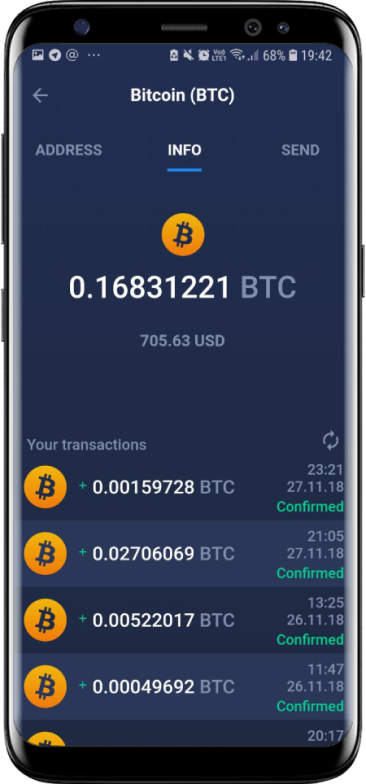 @ ... Vo)) LTE1 68% 19:42
Bitcoin (BTC)
ADDRESS INFO SEND
0.16831221 BTC
705.63 USD
Your transactions
23:21
+ 0.00159728 BTC 27.11.18
Confirmed
21:05
+ 0.02706069 BTC 27.11.18
Confirmed
13:25
+ 0.00522017 BTC 26.11.18
Confirmed
11:47
+ 0.00049692 BTC 26.11.18
Confirmed
20:17